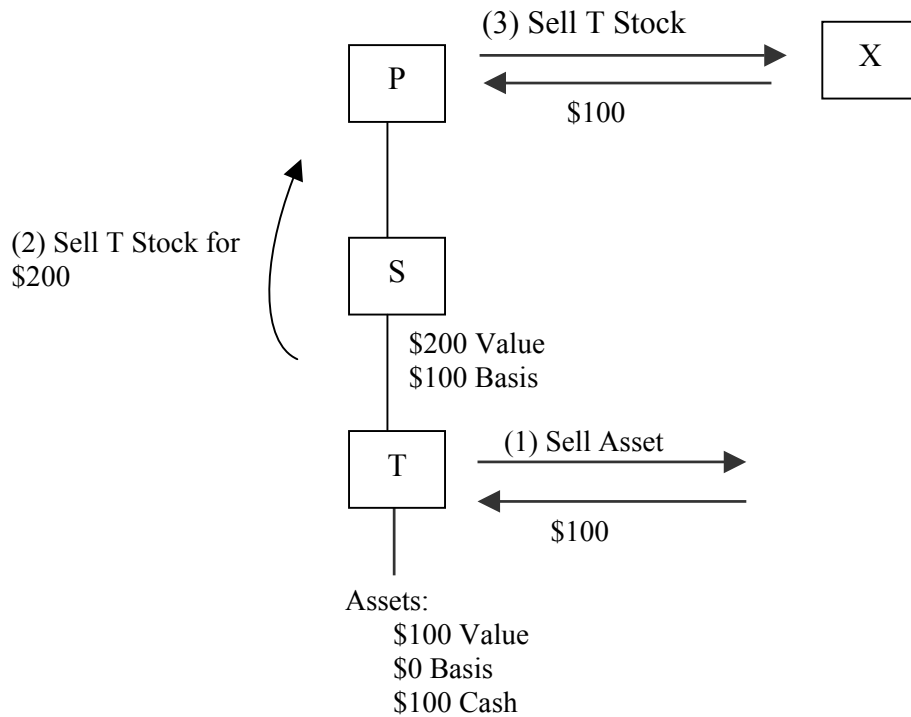 (3) Sell T Stock
P
X
$100
(2) Sell T Stock for
$200
S
$200 Value
$100 Basis
(1) Sell Asset
T
$100
Assets:
$100 Value
$0 Basis
$100 Cash